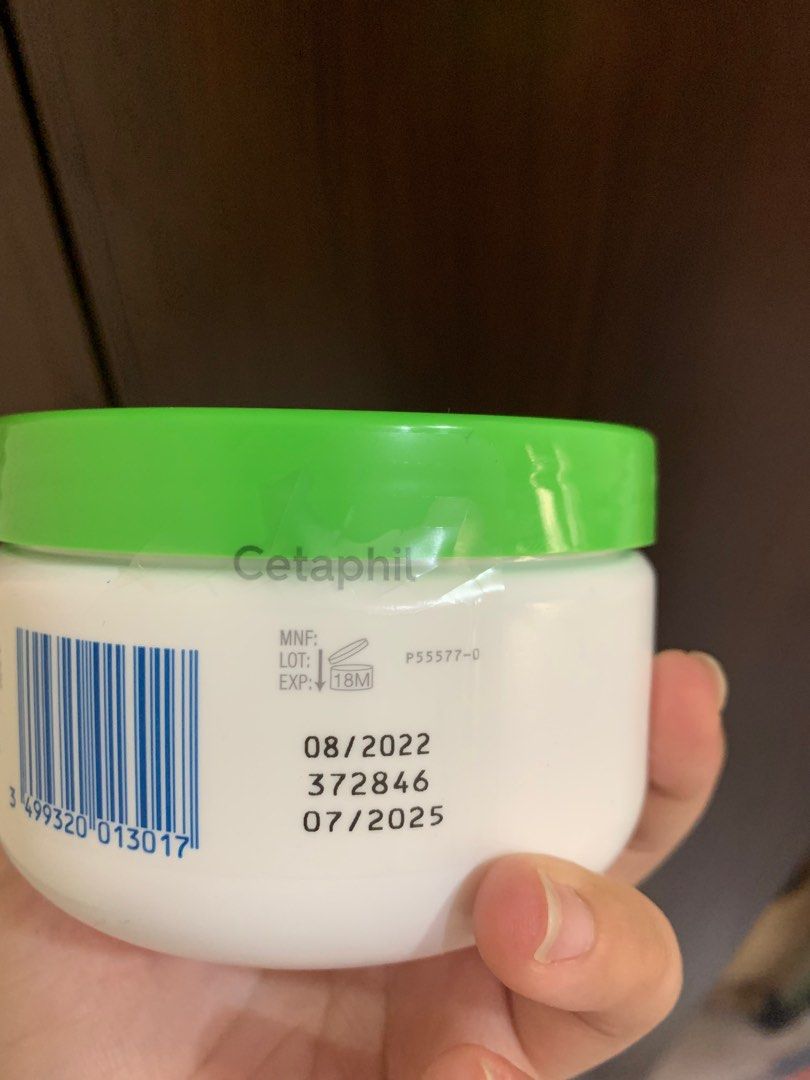 Cetaphil
MNF:
LOT:
EXP:
18M
P55577-0
08/2022
372846
07/2025
3 499320 013017